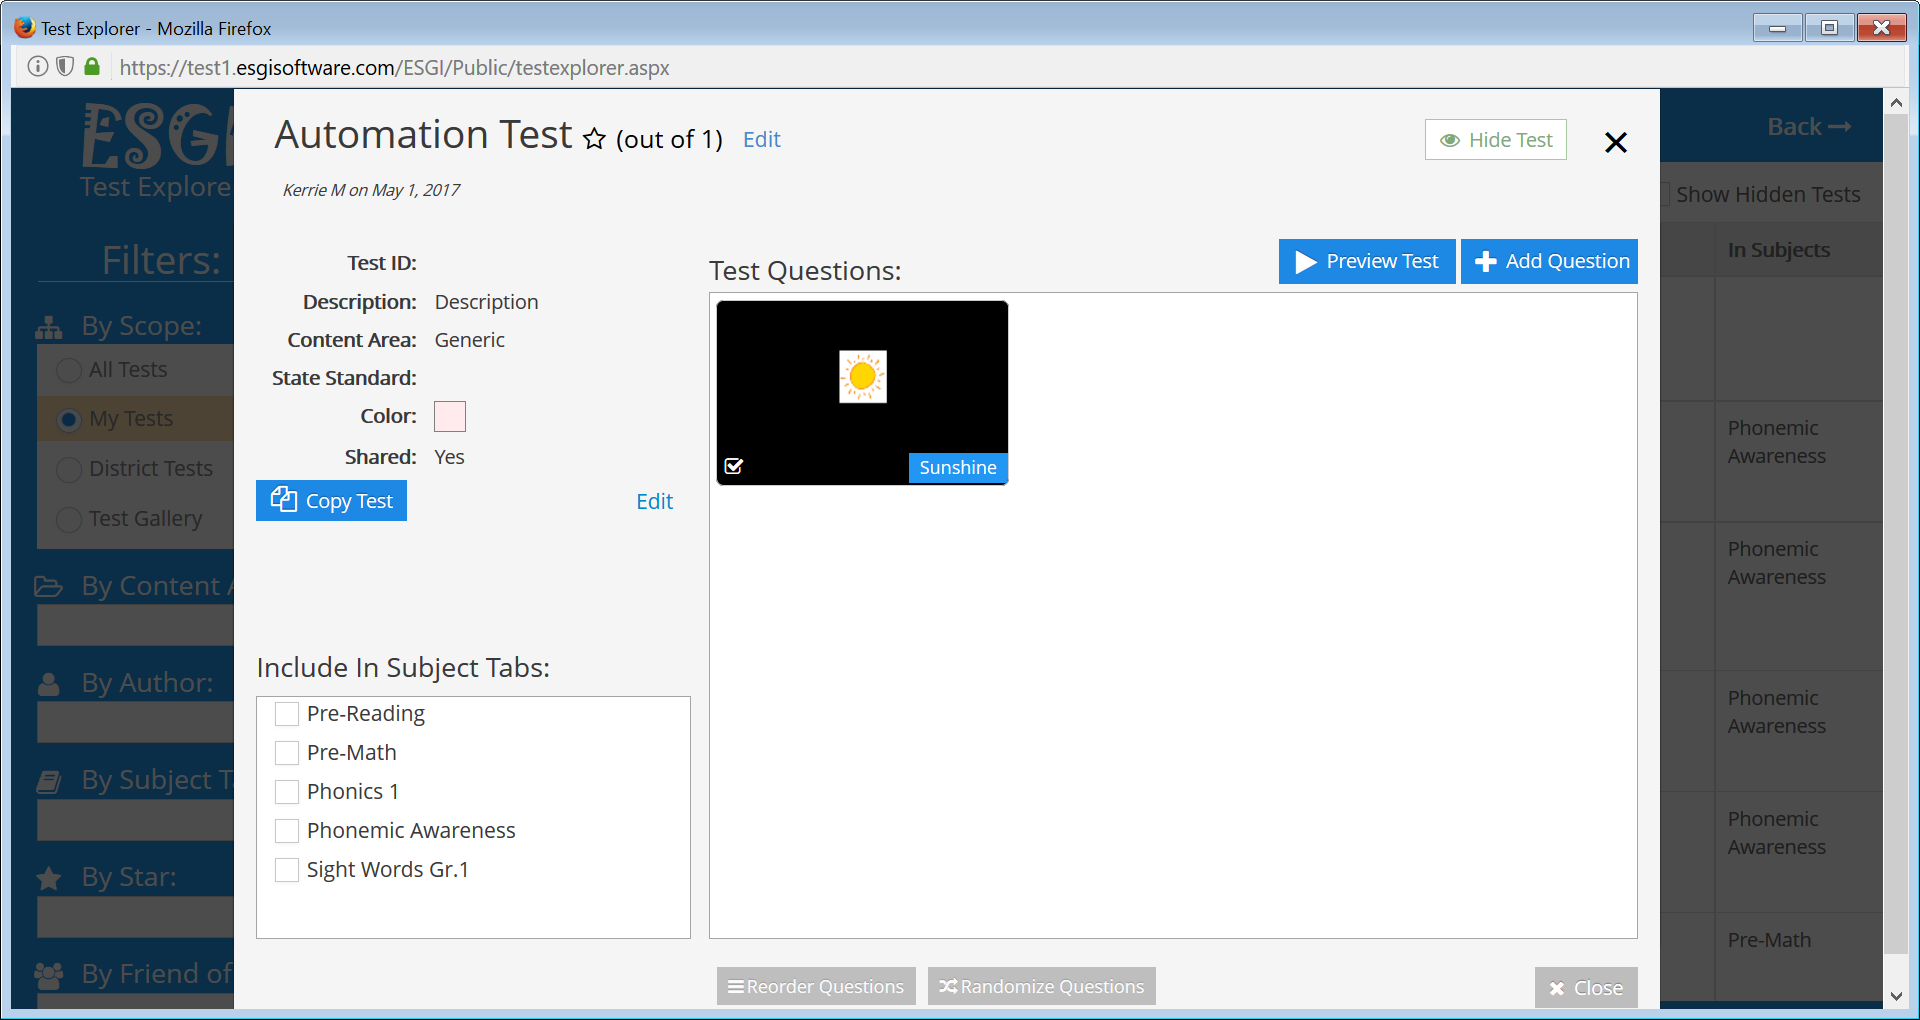 Test Explorer - Mozilla Firefox
https://test1.esgisoftware.com/ESGI/Public/testexplorer.aspx
ESGI
Test Explore
Back
Automation Test (out of 1) Edit
Hide Test
Kerrie M on May 1, 2017
Show Hidden Tests
Filters:
In Subjects
Test ID:
Description: Description
Content Area: Generic
State Standard:
Color:
Shared: Yes
Copy Test
Edit
Test Questions:
Preview Test
Add Question
Sunshine
By Scope:
All Tests
My Tests
District Tests
Test Gallery
By Content A
By Author:
By Subject Ta
By Star:
By Friend of
Include In Subject Tabs:
Pre-Reading
Pre-Math
Phonics 1
Phonemic Awareness
Sight Words Gr.1
Phonemic
Awareness
Phonemic
Awareness
Phonemic
Awareness
Phonemic
Awareness
Pre-Math
Reorder Questions
Randomize Questions
Close